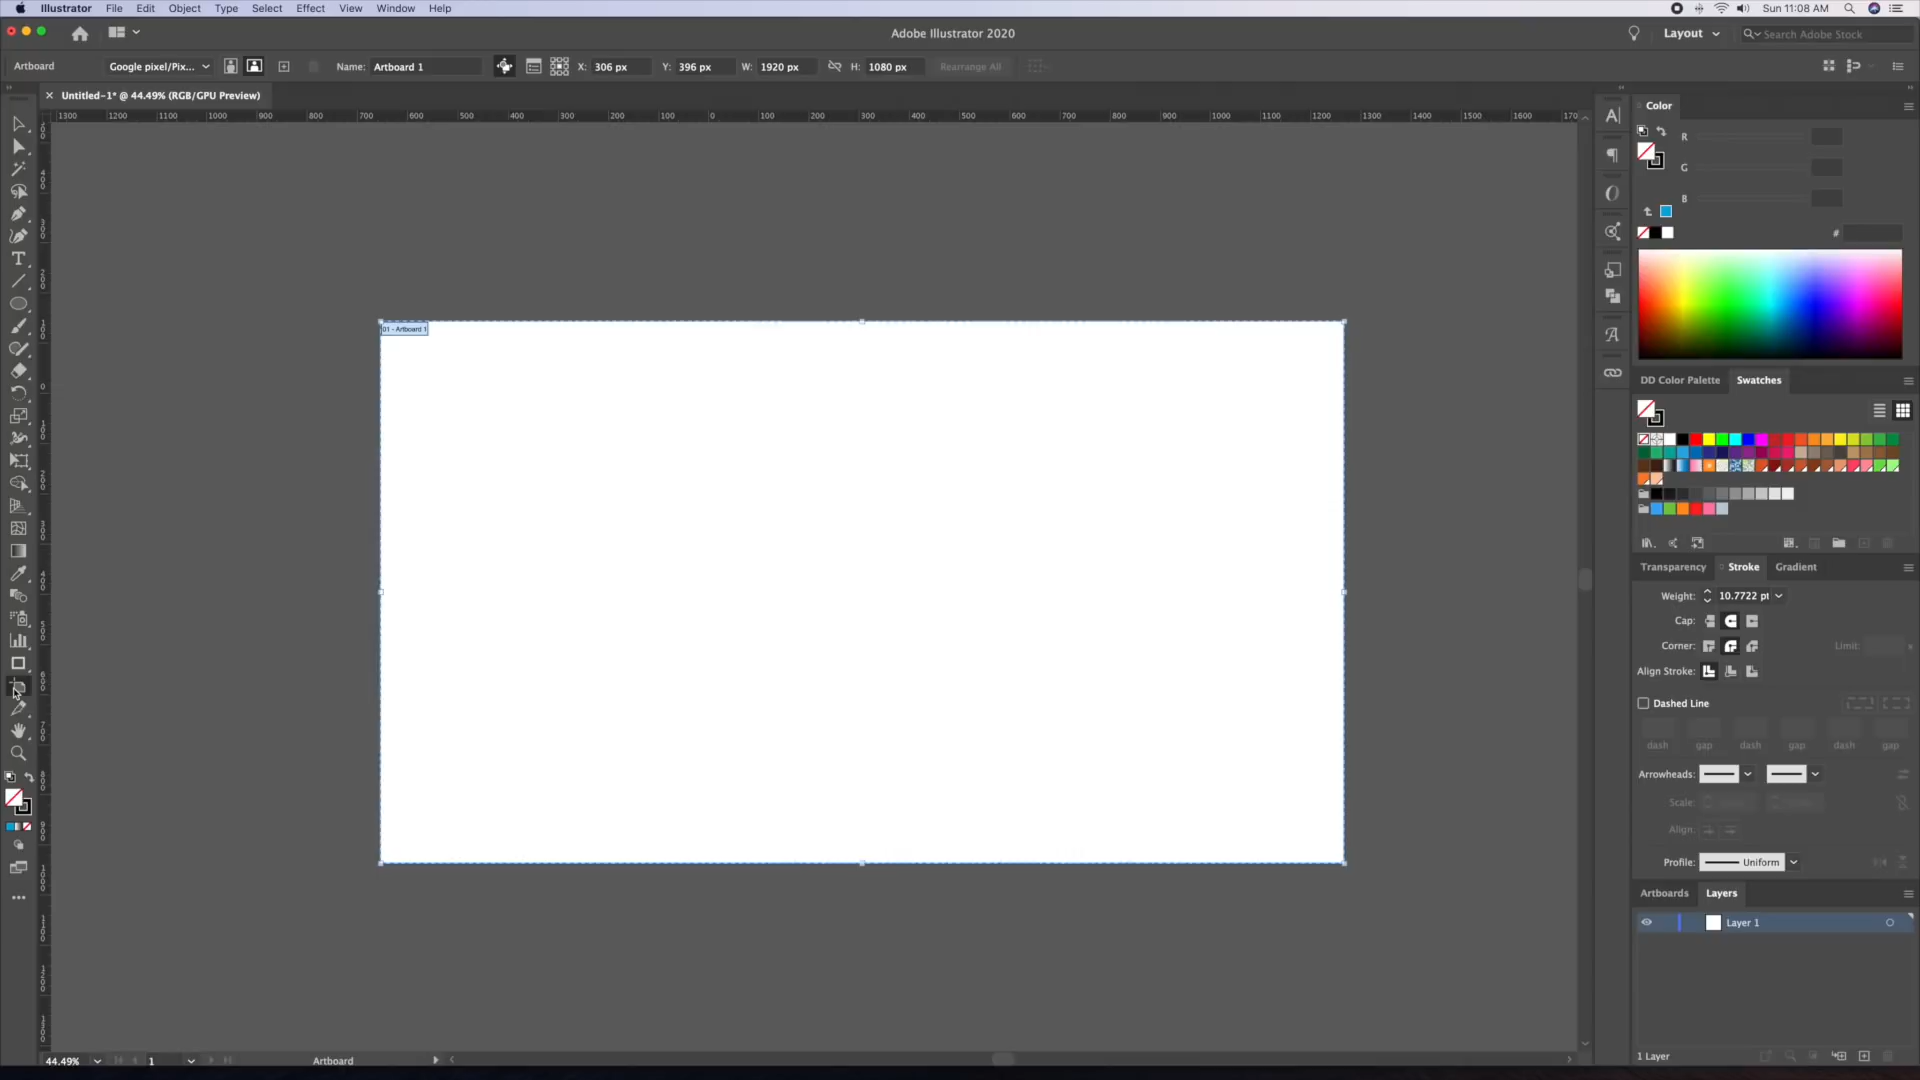 Illustrator File Edit Object Type Select Effect View Window Help
Sun 11:08 AM
Adobe Illustrator 2020
Layout
Search Adobe Stock
Artboard
Google pixel/Pix...
Name: Artboard 1
X: 306 px
Y: 396 px
W: 1920 px
H: 1080 px
Rearrange All
Untitled-1* @ 44.49% (RGB/GPU Preview)
1300 1200 1100 1000 900 800 700 600 500 400 300 200 100 0 100 200 300 400 500 600 700 800 900 1000 1100 1200 1300 1400 1500 1600 170
01 - Artboard 1
Color
R
G
B
#
DD Color Palette
Swatches
Transparency
Stroke
Gradient
Weight: 10.7722 pt
Cap:
Corner:
Limit:
Align Stroke:
Dashed Line
dash gap dash gap dash gap
Arrowheads:
Scale:
Align:
Profile: Uniform
Artboards
Layers
Layer 1
1 Layer
44.49%
1
Artboard